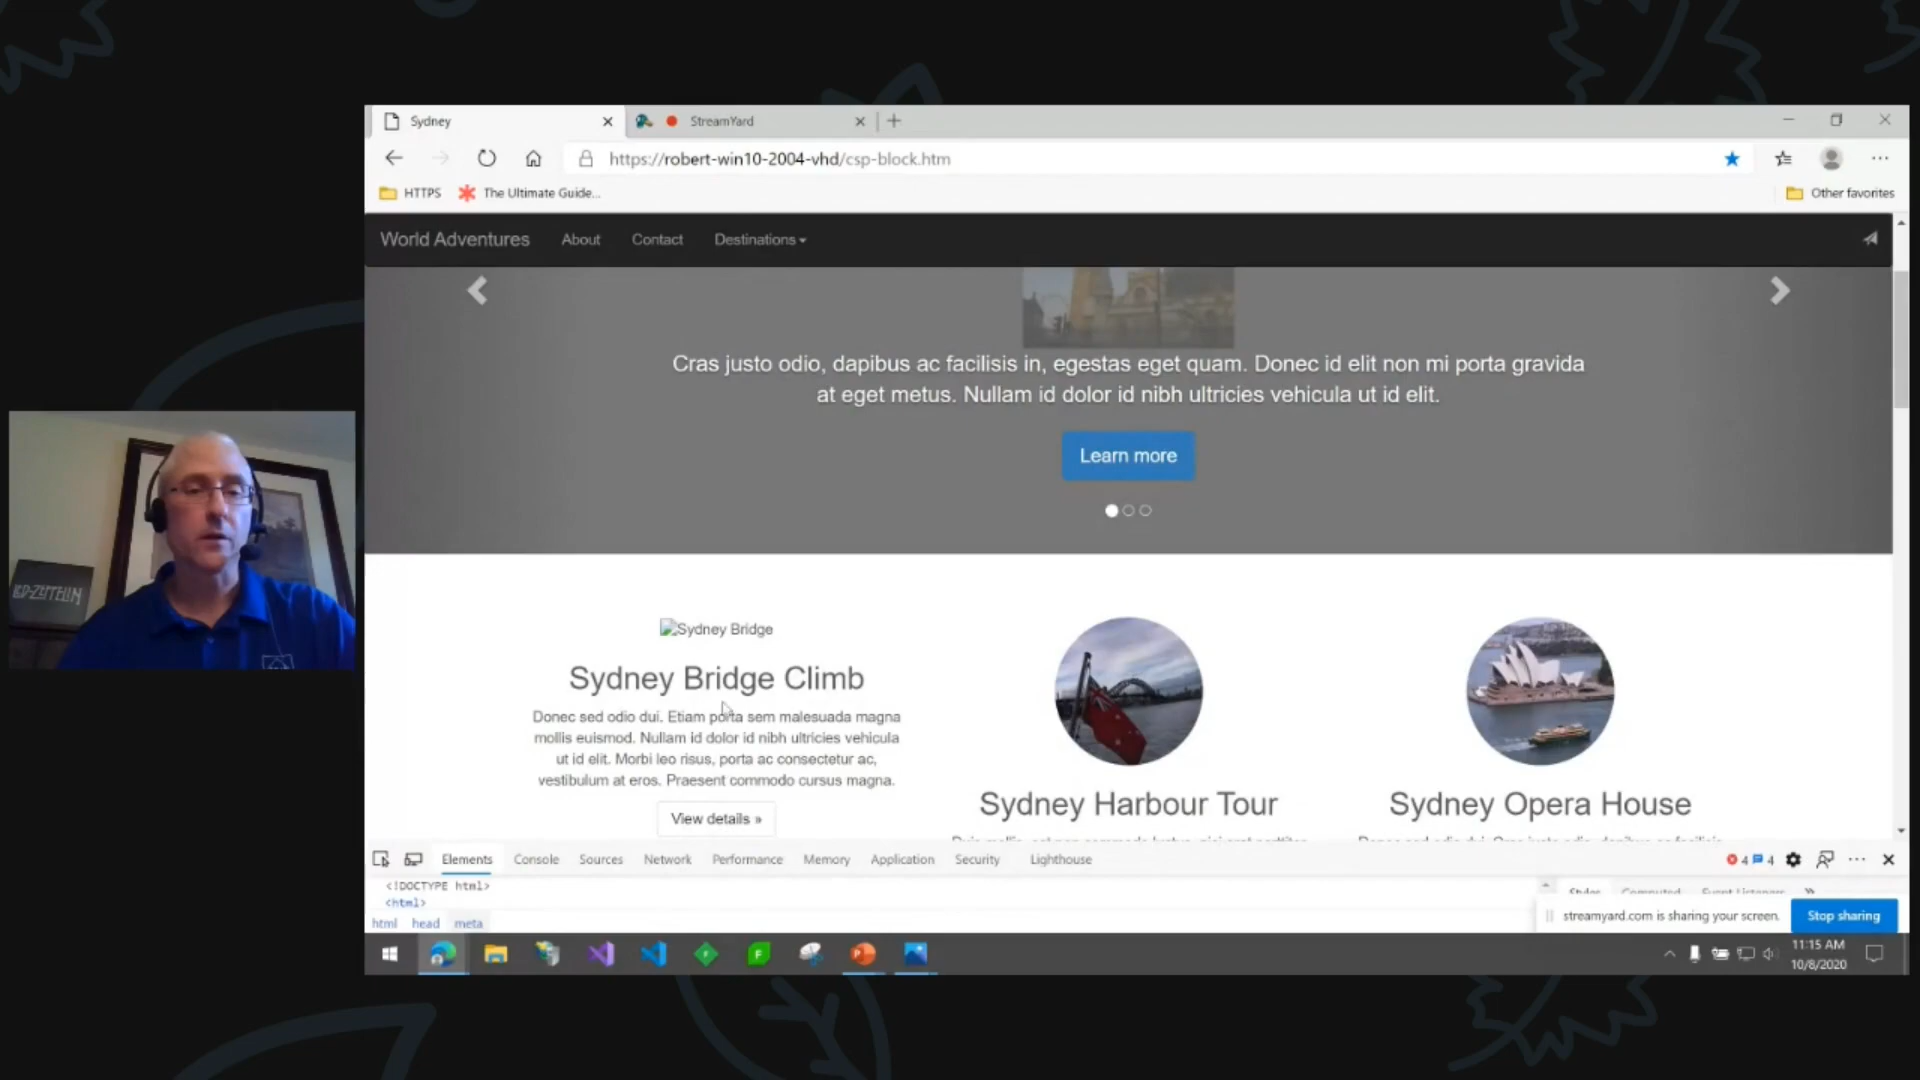 Sydney
StreamYard
https://robert-win10-2004-vhd/csp-block.htm
HTTPS
The Ultimate Guide...
Other favorites
World Adventures
About
Contact
Destinations
Cras justo odio, dapibus ac facilisis in, egestas eget quam. Donec id elit non mi porta gravida
at eget metus. Nullam id dolor id nibh ultricies vehicula ut id elit.
Learn more
LED-ZEPPELIN
Sydney Bridge
Sydney Bridge Climb
Donec sed odio dui. Etiam porta sem malesuada magna
mollis euismod. Nullam id dolor id nibh ultricies vehicula
ut id elit. Morbi leo risus, porta ac consectetur ac,
vestibulum at eros. Praesent commodo cursus magna.
View details »
Sydney Harbour Tour
Sydney Opera House
Elements
Console
Sources
Network
Performance
Memory
Application
Security
Lighthouse
4
4
<!DOCTYPE html>
<html>
Styles
Computed
Event Listeners
html
head
meta
streamyard.com is sharing your screen.
Stop sharing
11:15 AM
10/8/2020